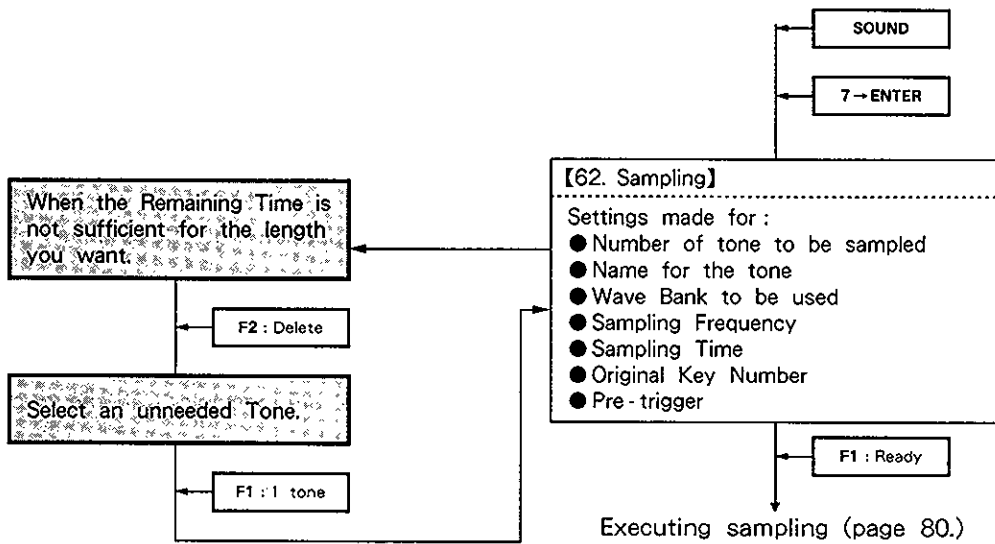 SOUND
7→ENTER
【62. Sampling】
Settings made for :
●Number of tone to be sampled
●Name for the tone
●Wave Bank to be used
●Sampling Frequency
●Sampling Time
●Original Key Number
●Pre-trigger
F1 : Ready
Executing sampling (page 80.)
When the Remaining Time is
not sufficient for the length
you want.
F2 : Delete
Select an unneeded Tone.
F1 : 1 tone